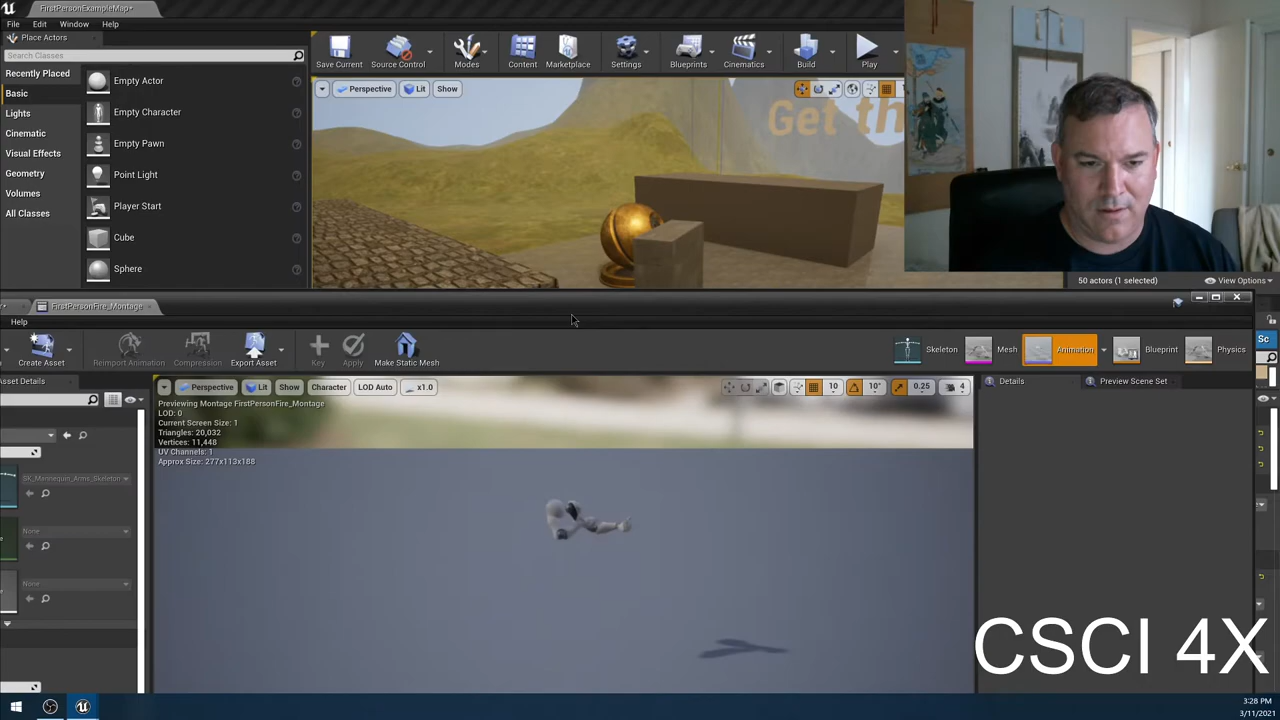 FirstPersonExampleMap*
File Edit Window Help
Place Actors
Search Classes
Recently Placed
Basic
Lights
Cinematic
Visual Effects
Geometry
Volumes
All Classes
Empty Actor
Empty Character
Empty Pawn
Point Light
Player Start
Cube
Sphere
Save Current Source Control Modes Content Marketplace Settings Blueprints Cinematics Build Play
Perspective Lit Show
Get th
50 actors (1 selected) View Options
FirstPersonFire_Montage
Help
Create Asset Reimport Animation Compression Key Apply Export Asset Make Static Mesh
Skeleton Mesh Animation Blueprint Physics
Sc
Asset Details
Perspective Lit Show Character LOD Auto x1.0
10 10° 0.25 4
Details Preview Scene Set
Previewing Montage FirstPersonFire_Montage
LOD: 0
Current Screen Size: 1
Triangles: 20,032
Vertices: 11,448
UV Channels: 1
Approx Size: 277x113x188
SK_Mannequin_Arms_Skeleton
None
None
CSCI 4X
3:28 PM
3/11/2021